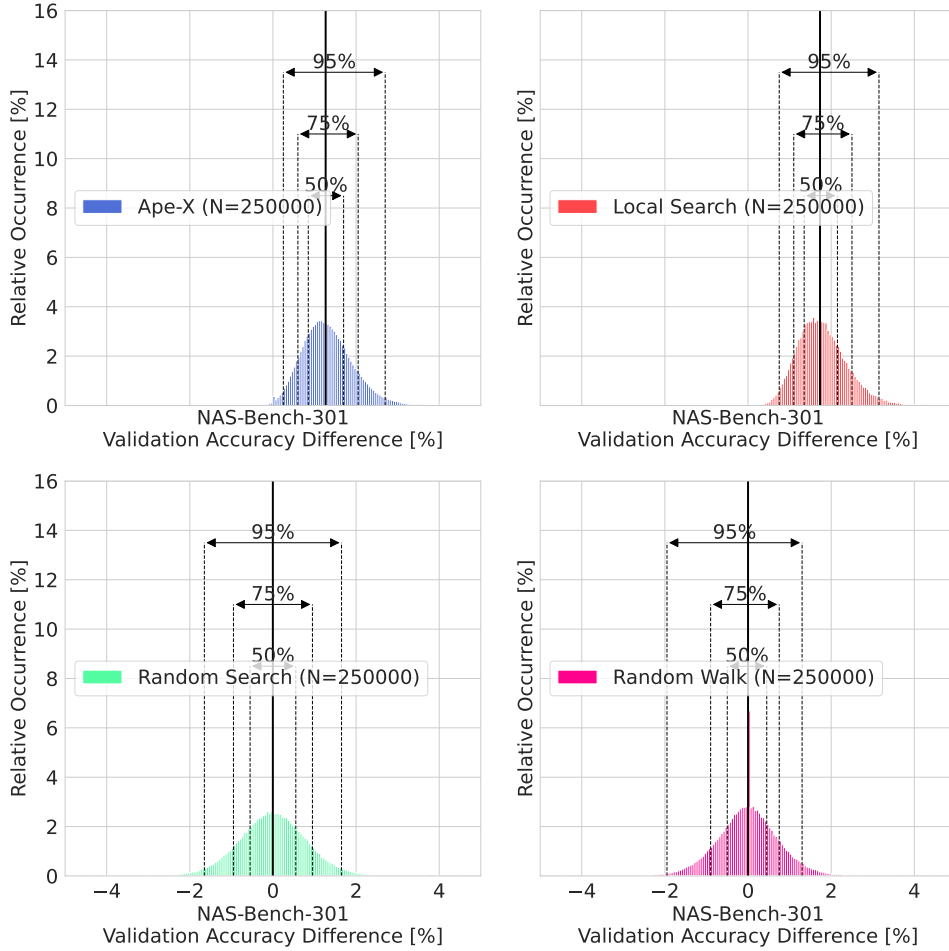 16
14
12
10
8
6
4
2
0
Relative Occurrence [%]
95%
75%
50%
Ape-X (N=250000)
NAS-Bench-301
Validation Accuracy Difference [%]
Relative Occurrence [%]
95%
75%
50%
Local Search (N=250000)
NAS-Bench-301
Validation Accuracy Difference [%]
16
14
12
10
8
6
4
2
0
Relative Occurrence [%]
95%
75%
50%
Random Search (N=250000)
−4 −2 0 2 4
NAS-Bench-301
Validation Accuracy Difference [%]
Relative Occurrence [%]
95%
75%
50%
Random Walk (N=250000)
−4 −2 0 2 4
NAS-Bench-301
Validation Accuracy Difference [%]